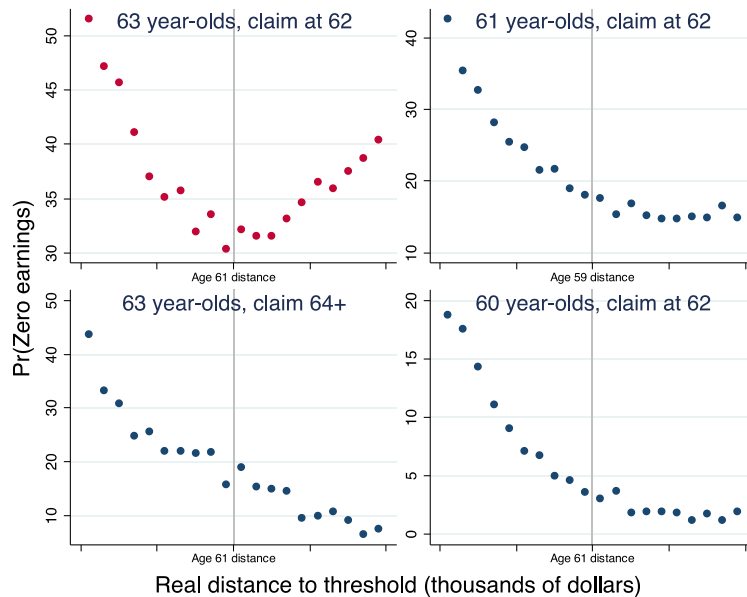 Pr(Zero earnings)
63 year-olds, claim at 62
50
45
40
35
30
Age 61 distance
61 year-olds, claim at 62
40
30
20
10
Age 59 distance
63 year-olds, claim 64+
50
40
30
20
10
Age 61 distance
60 year-olds, claim at 62
20
15
10
5
0
Age 61 distance
Real distance to threshold (thousands of dollars)